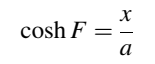 cosh F = x/a